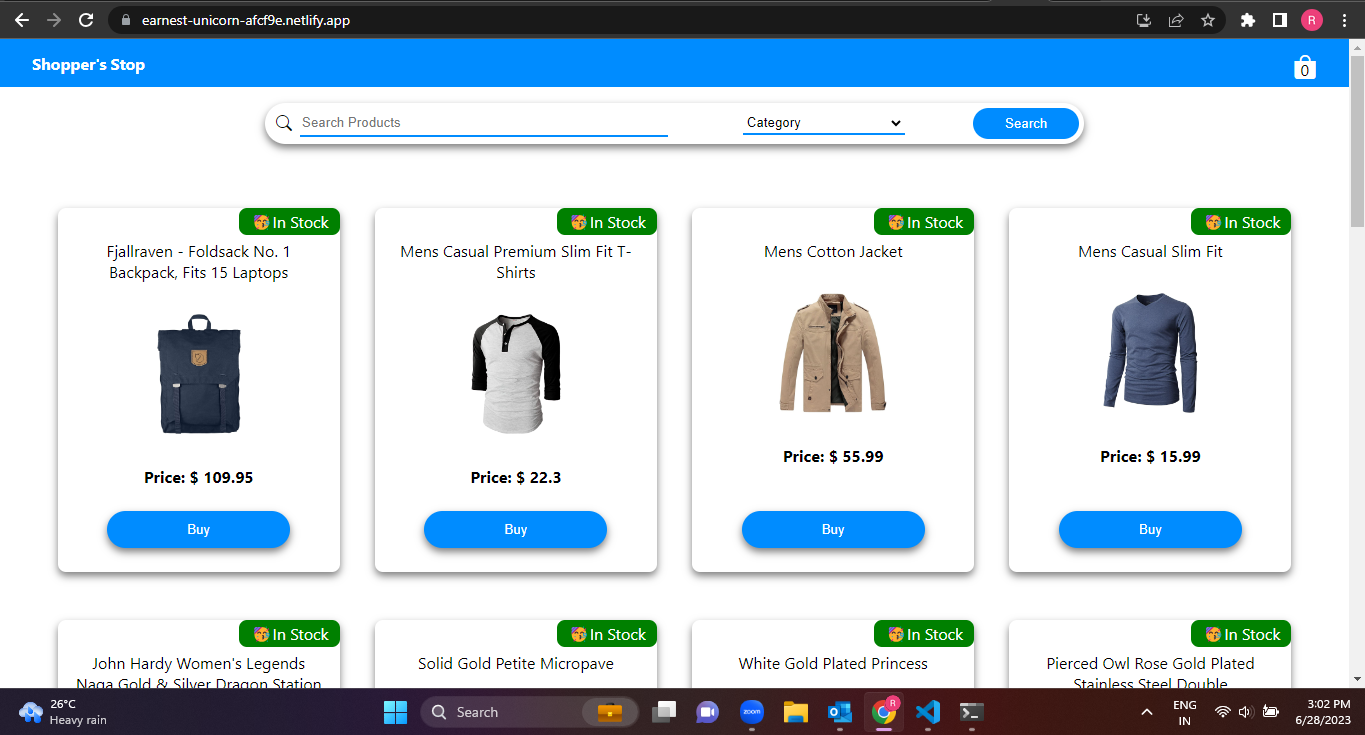 earnest-unicorn-afcf9e.netlify.app
R
Shopper's Stop
0
Search Products
Category
Search
🥳 In Stock
Fjallraven - Foldsack No. 1
Backpack, Fits 15 Laptops
Price: $ 109.95
Buy
🥳 In Stock
Mens Casual Premium Slim Fit T-
Shirts
Price: $ 22.3
Buy
🥳 In Stock
Mens Cotton Jacket
Price: $ 55.99
Buy
🥳 In Stock
Mens Casual Slim Fit
Price: $ 15.99
Buy
🥳 In Stock
John Hardy Women's Legends
Naga Gold & Silver Dragon Station
🥳 In Stock
Solid Gold Petite Micropave
🥳 In Stock
White Gold Plated Princess
🥳 In Stock
Pierced Owl Rose Gold Plated
Stainless Steel Double
26°C
Heavy rain
Search
zoom
R
ENG
IN
3:02 PM
6/28/2023